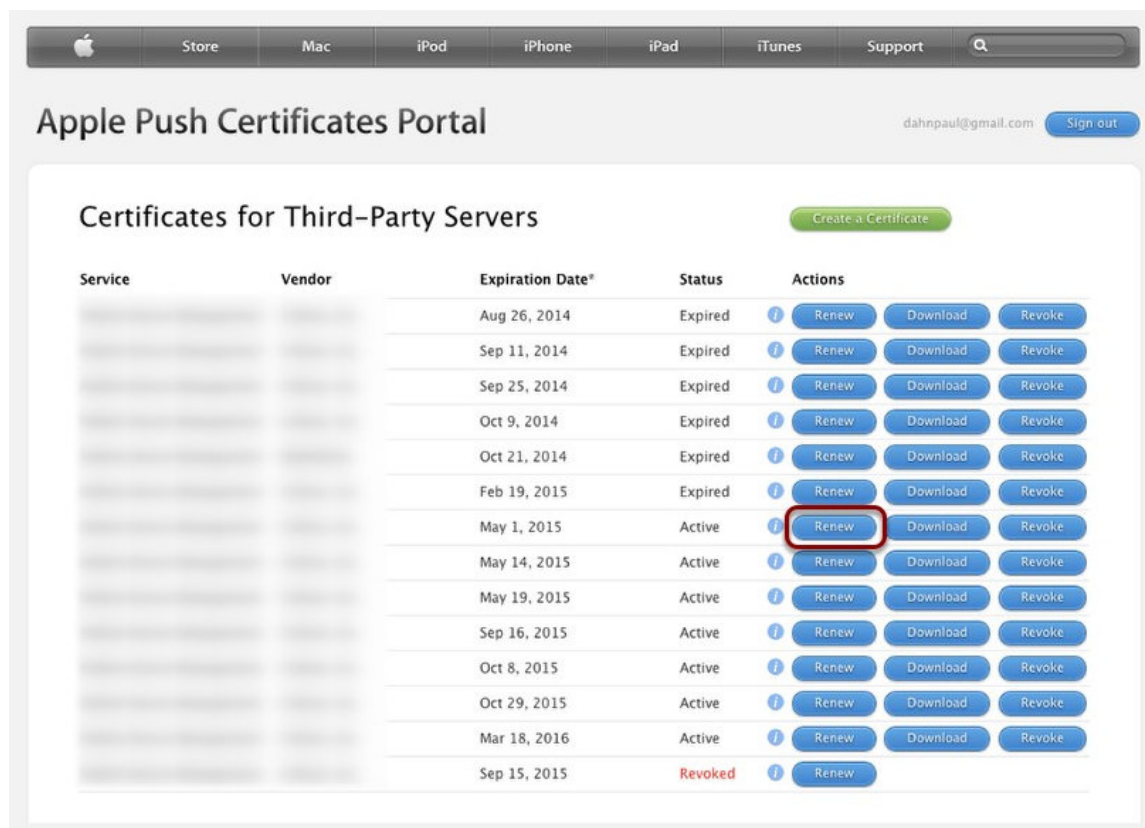 Store Mac iPod iPhone iPad iTunes Support
Apple Push Certificates Portal dahnpaul@gmail.com Sign out
Certificates for Third-Party Servers Create a Certificate
Service Vendor Expiration Date* Status Actions
Aug 26, 2014 Expired i Renew Download Revoke
Sep 11, 2014 Expired i Renew Download Revoke
Sep 25, 2014 Expired i Renew Download Revoke
Oct 9, 2014 Expired i Renew Download Revoke
Oct 21, 2014 Expired i Renew Download Revoke
Feb 19, 2015 Expired i Renew Download Revoke
May 1, 2015 Active i Renew Download Revoke
May 14, 2015 Active i Renew Download Revoke
May 19, 2015 Active i Renew Download Revoke
Sep 16, 2015 Active i Renew Download Revoke
Oct 8, 2015 Active i Renew Download Revoke
Oct 29, 2015 Active i Renew Download Revoke
Mar 18, 2016 Active i Renew Download Revoke
Sep 15, 2015 Revoked i Renew